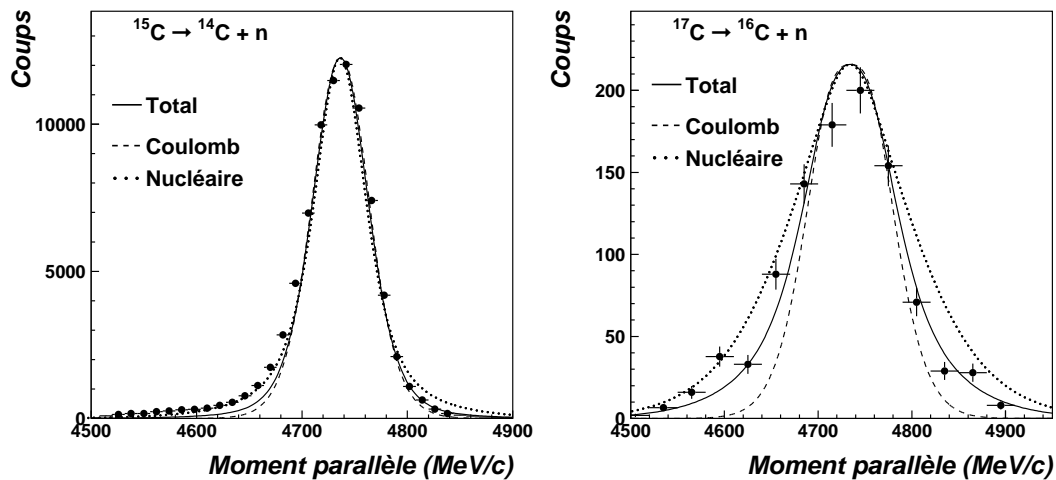 Coups
¹⁵C → ¹⁴C + n
Total
Coulomb
Nucléaire
10000
5000
0
4500 4600 4700 4800 4900
Moment parallèle (MeV/c)
Coups
¹⁷C → ¹⁶C + n
Total
Coulomb
Nucléaire
200
150
100
50
0
4500 4600 4700 4800 4900
Moment parallèle (MeV/c)